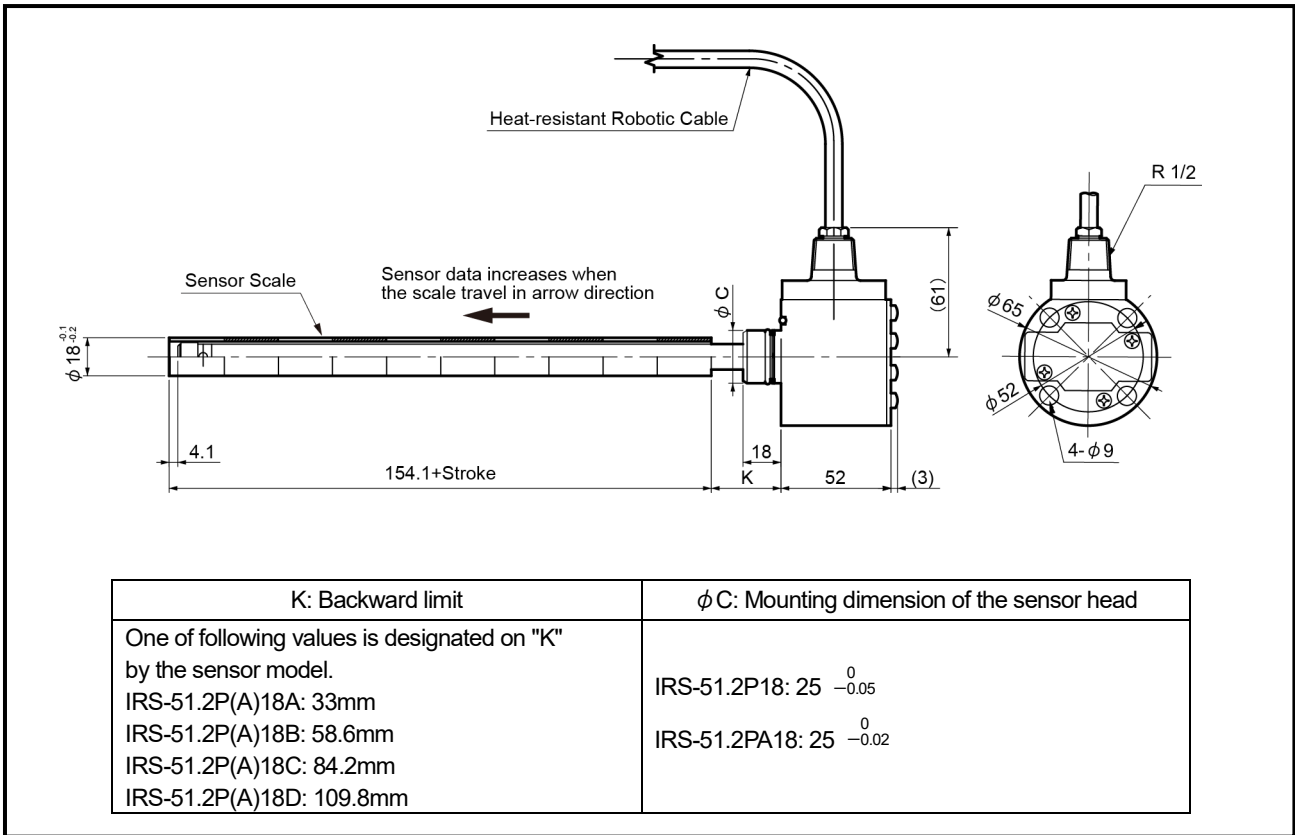 Heat-resistant Robotic Cable
R 1/2
Sensor Scale
Sensor data increases when
the scale travel in arrow direction
φ C
(61)
φ 65
φ 18 -0.1 -0.2
φ 52
4.1
18
4- φ 9
154.1+Stroke
K
52
(3)
K: Backward limit
φ C: Mounting dimension of the sensor head
One of following values is designated on "K"
by the sensor model.
IRS-51.2P(A)18A: 33mm
IRS-51.2P(A)18B: 58.6mm
IRS-51.2P(A)18C: 84.2mm
IRS-51.2P(A)18D: 109.8mm
IRS-51.2P18: 25 0 −0.05
IRS-51.2PA18: 25 0 −0.02